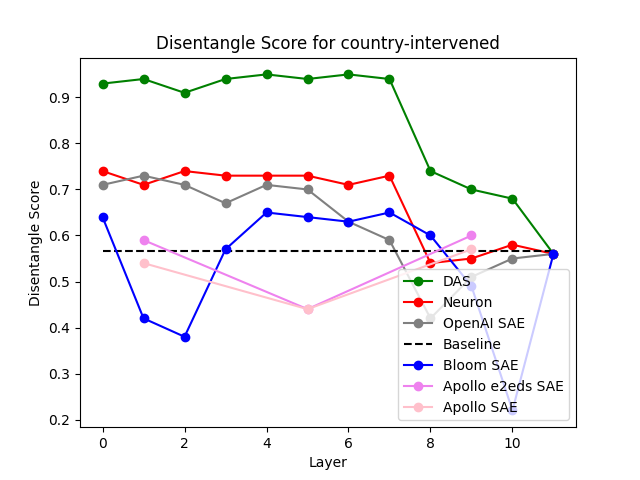 Disentangle Score for country-intervened
Disentangle Score
0.9
0.8
0.7
0.6
0.5
0.4
0.3
0.2
DAS
Neuron
OpenAI SAE
Baseline
Bloom SAE
Apollo e2eds SAE
Apollo SAE
0 2 4 6 8 10
Layer